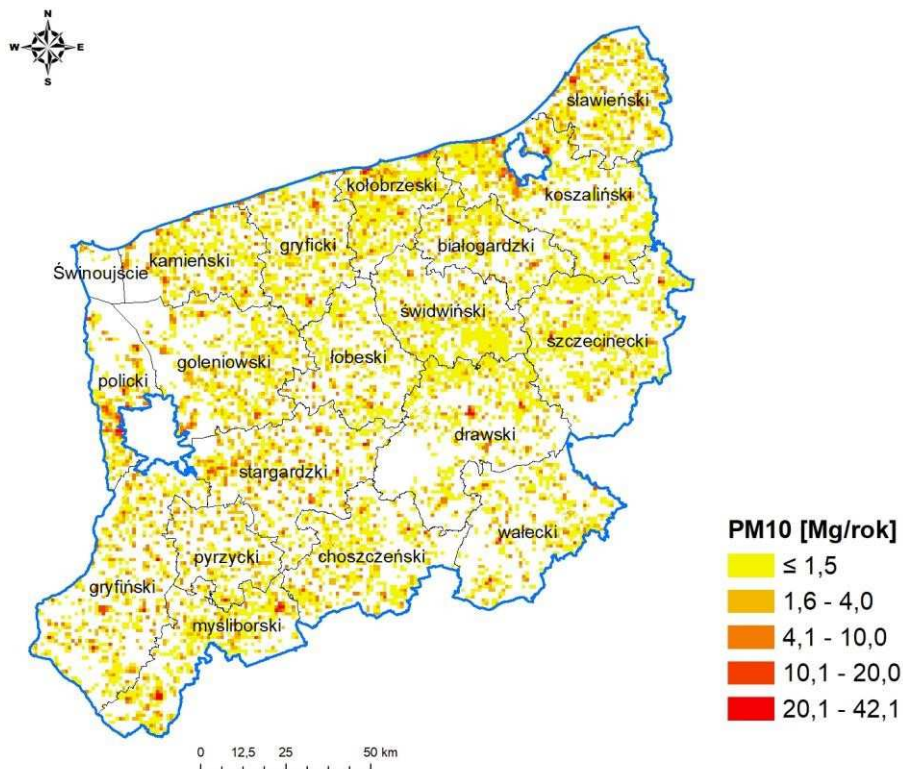 N
W E
S
sławieński
kołobrzeski
koszaliński
gryficki
białogardzki
kamieński
Świnoujście
świdwiński
szczecinecki
goleniowski
łobeski
policki
drawski
stargardzki
wałecki
choszczeński
pyrzycki
gryfiński
myśliborski
PM10 [Mg/rok]
≤ 1,5
1,6 - 4,0
4,1 - 10,0
10,1 - 20,0
20,1 - 42,1
0 12,5 25 50 km